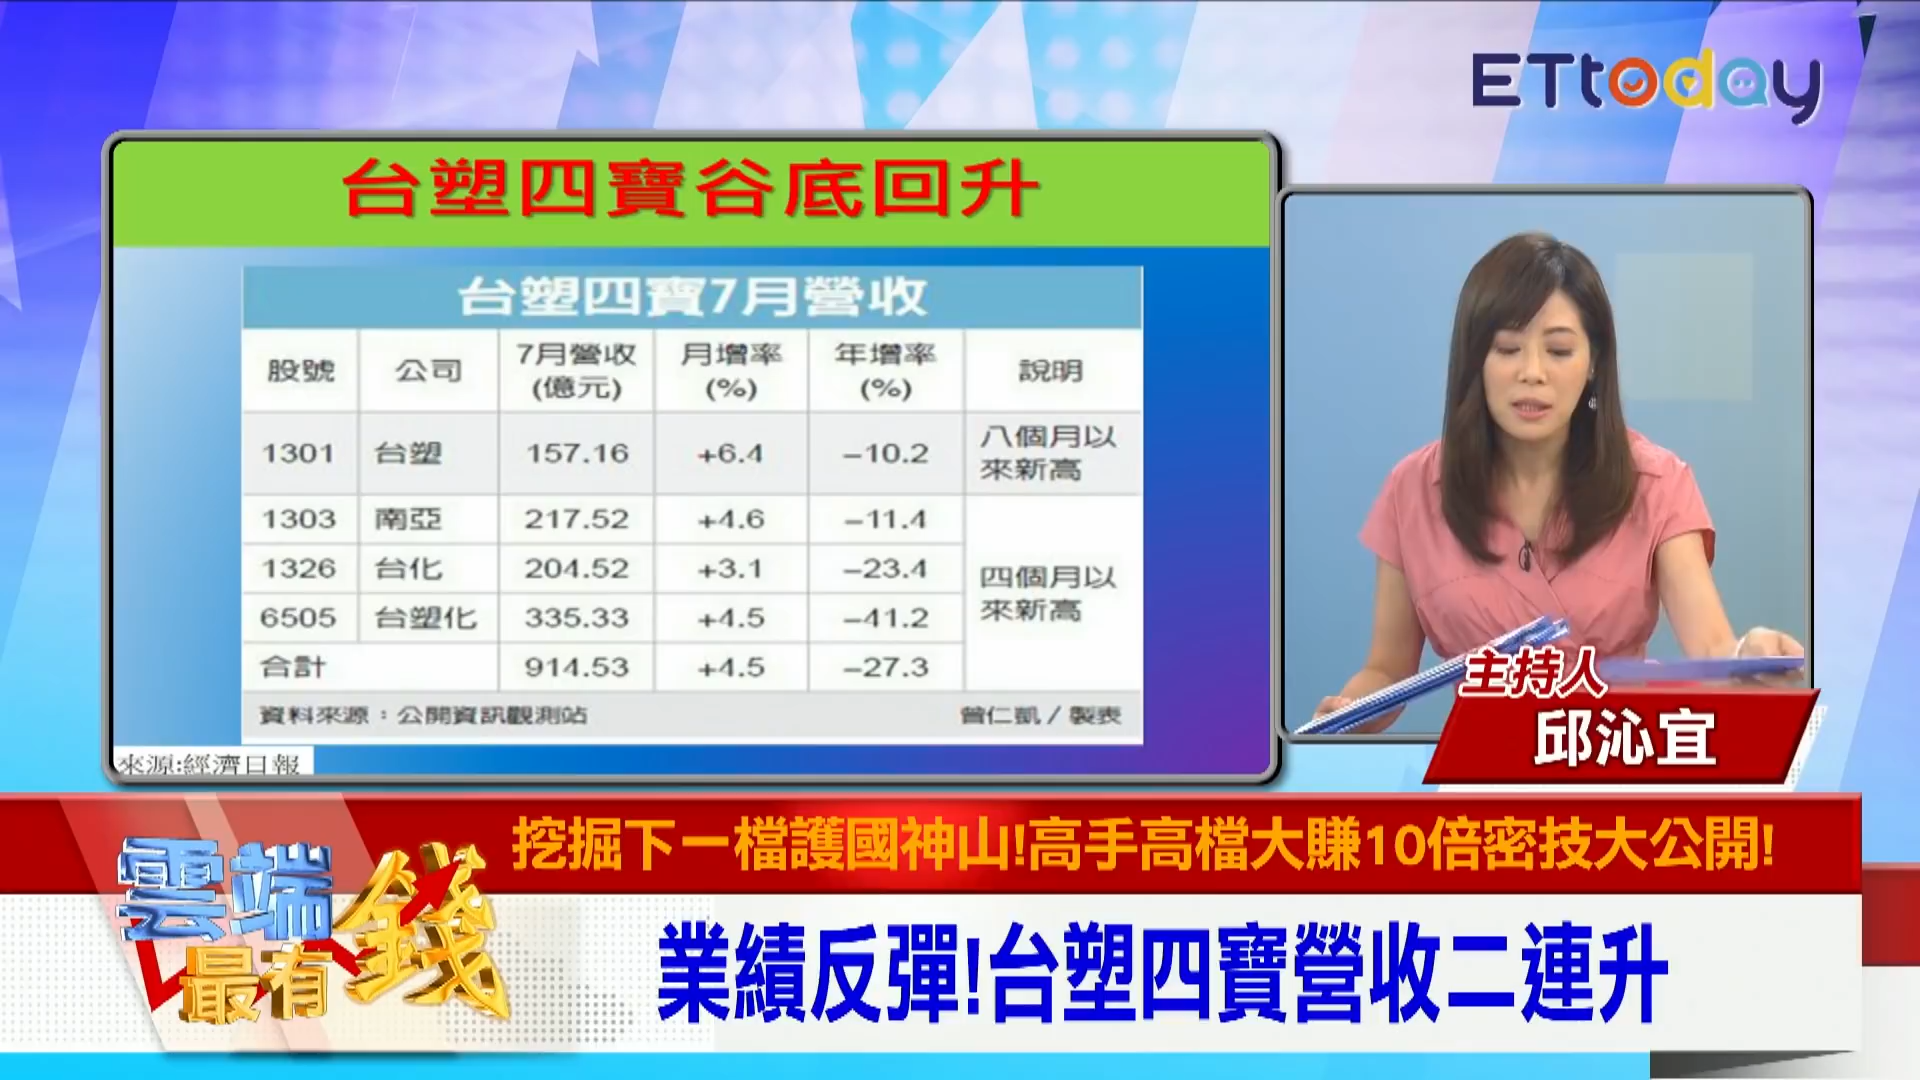 ETtoday
台塑四寶谷底回升
台塑四寶7月營收
股號 公司 7月營收(億元) 月增率(%) 年增率(%) 說明
1301 台塑 157.16 +6.4 −10.2 八個月以來新高
1303 南亞 217.52 +4.6 −11.4 四個月以來新高
1326 台化 204.52 +3.1 −23.4
6505 台塑化 335.33 +4.5 −41.2
合計 914.53 +4.5 −27.3
資料來源：公開資訊觀測站 曾仁凱／製表
來源:經濟日報
主持人
邱沁宜
挖掘下一檔護國神山!高手高檔大賺10倍密技大公開!
雲端最有錢
業績反彈!台塑四寶營收二連升